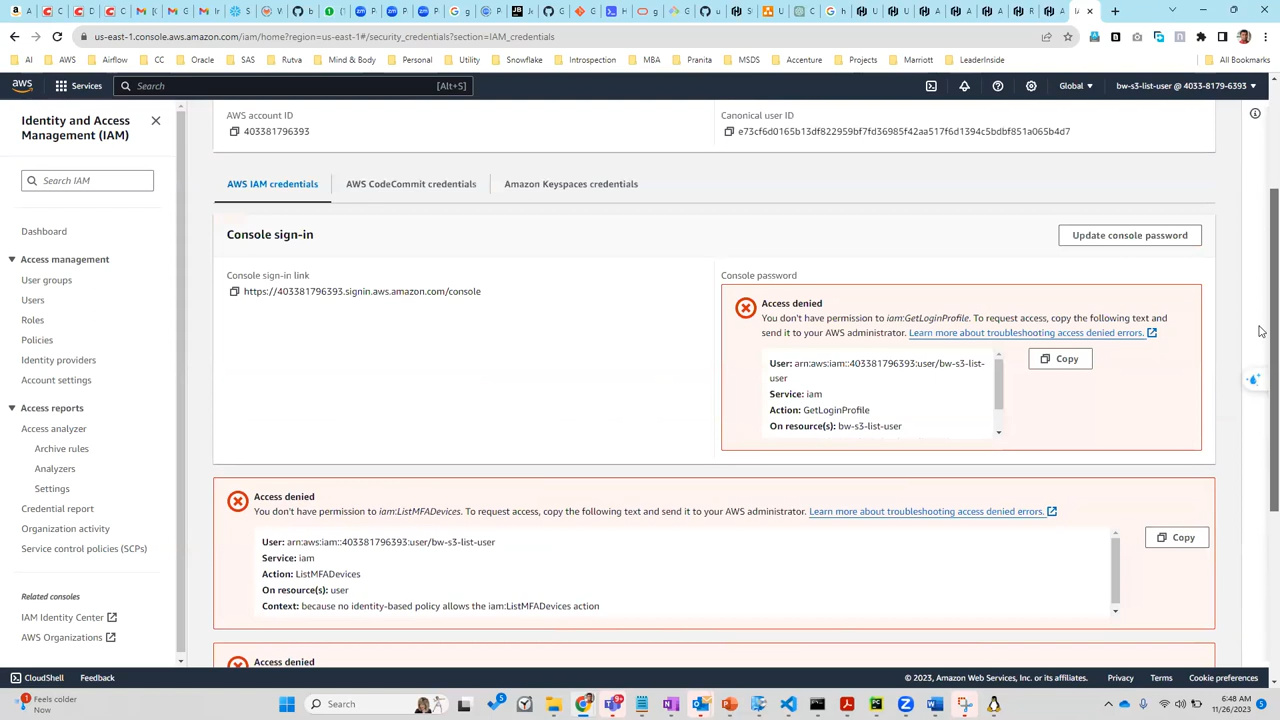 us-east-1.console.aws.amazon.com/iam/home?region=us-east-1#/security_credentials?section=IAM_credentials
AI AWS Airflow CC Oracle SAS Rutva Mind & Body Personal Utility Snowflake Introspection MBA Pranita MSDS Accenture Projects Marriott LeaderInside All Bookmarks
aws Services Search [Alt+S] Global bw-s3-list-user @ 4033-8179-6393
Identity and Access Management (IAM)
Search IAM
Dashboard
Access management
User groups
Users
Roles
Policies
Identity providers
Account settings
Access reports
Access analyzer
Archive rules
Analyzers
Settings
Credential report
Organization activity
Service control policies (SCPs)
Related consoles
IAM Identity Center
AWS Organizations
AWS account ID
403381796393
Canonical user ID
e73cf6d0165b13df822959bf7fd36985f42aa517f6d1394c5bdbf851a065b4d7
AWS IAM credentials AWS CodeCommit credentials Amazon Keyspaces credentials
Console sign-in
Update console password
Console sign-in link
https://403381796393.signin.aws.amazon.com/console
Console password
Access denied
You don't have permission to iam:GetLoginProfile. To request access, copy the following text and
send it to your AWS administrator. Learn more about troubleshooting access denied errors.
User: arn:aws:iam::403381796393:user/bw-s3-list-
user
Service: iam
Action: GetLoginProfile
On resource(s): bw-s3-list-user
Copy
Access denied
You don't have permission to iam:ListMFADevices. To request access, copy the following text and send it to your AWS administrator. Learn more about troubleshooting access denied errors.
User: arn:aws:iam::403381796393:user/bw-s3-list-user
Service: iam
Action: ListMFADevices
On resource(s): user
Context: because no identity-based policy allows the iam:ListMFADevices action
Copy
Access denied
CloudShell Feedback © 2023, Amazon Web Services, Inc. or its affiliates. Privacy Terms Cookie preferences
Feels colder
Now
Search
6:48 AM
11/26/2023